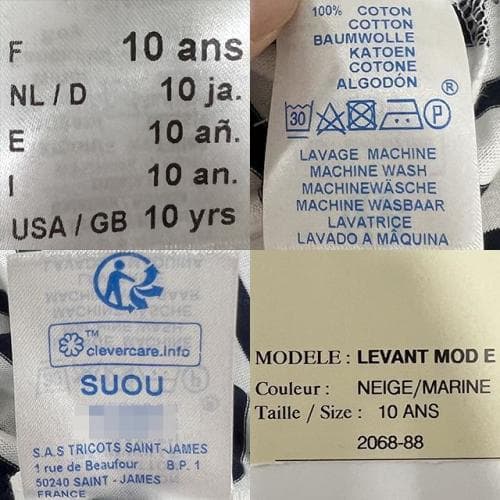 F 10 ans
NL / D 10 ja.
E 10 añ.
I 10 an.
USA / GB 10 yrs
100% COTON
COTTON
BAUMWOLLE
KATOEN
COTONE
ALGODÓN
®
30 P
LAVAGE MACHINE
MACHINE WASH
MACHINEWÄSCHE
MACHINE WASBAAR
LAVATRICE
LAVADO A MÂQUINA
TM
clevercare.info
SUOU
S.A.S TRICOTS SAINT-JAMES
1 rue de Beaufour B.P. 1
50240 SAINT - JAMES
FRANCE
MODELE : LEVANT MOD E
Couleur : NEIGE/MARINE
Taille / Size : 10 ANS
2068-88